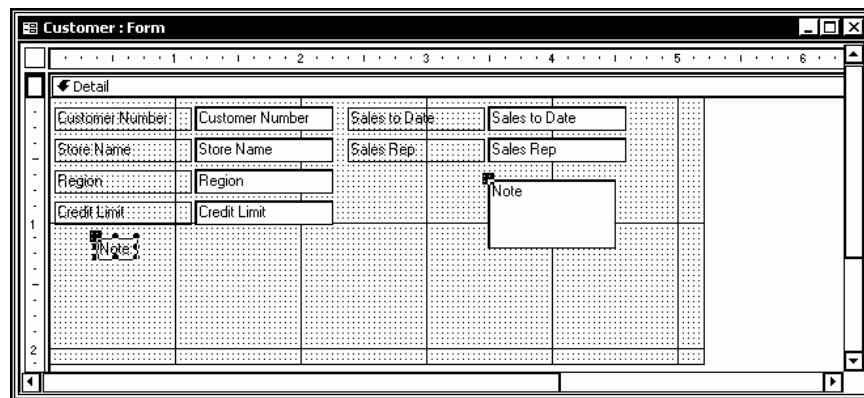 Customer : Form
1 2 3 4 5 6
Detail
Customer Number Customer Number Sales to Date Sales to Date
Store Name Store Name Sales Rep Sales Rep
Region Region
Note
Credit Limit Credit Limit
1
Note:
2